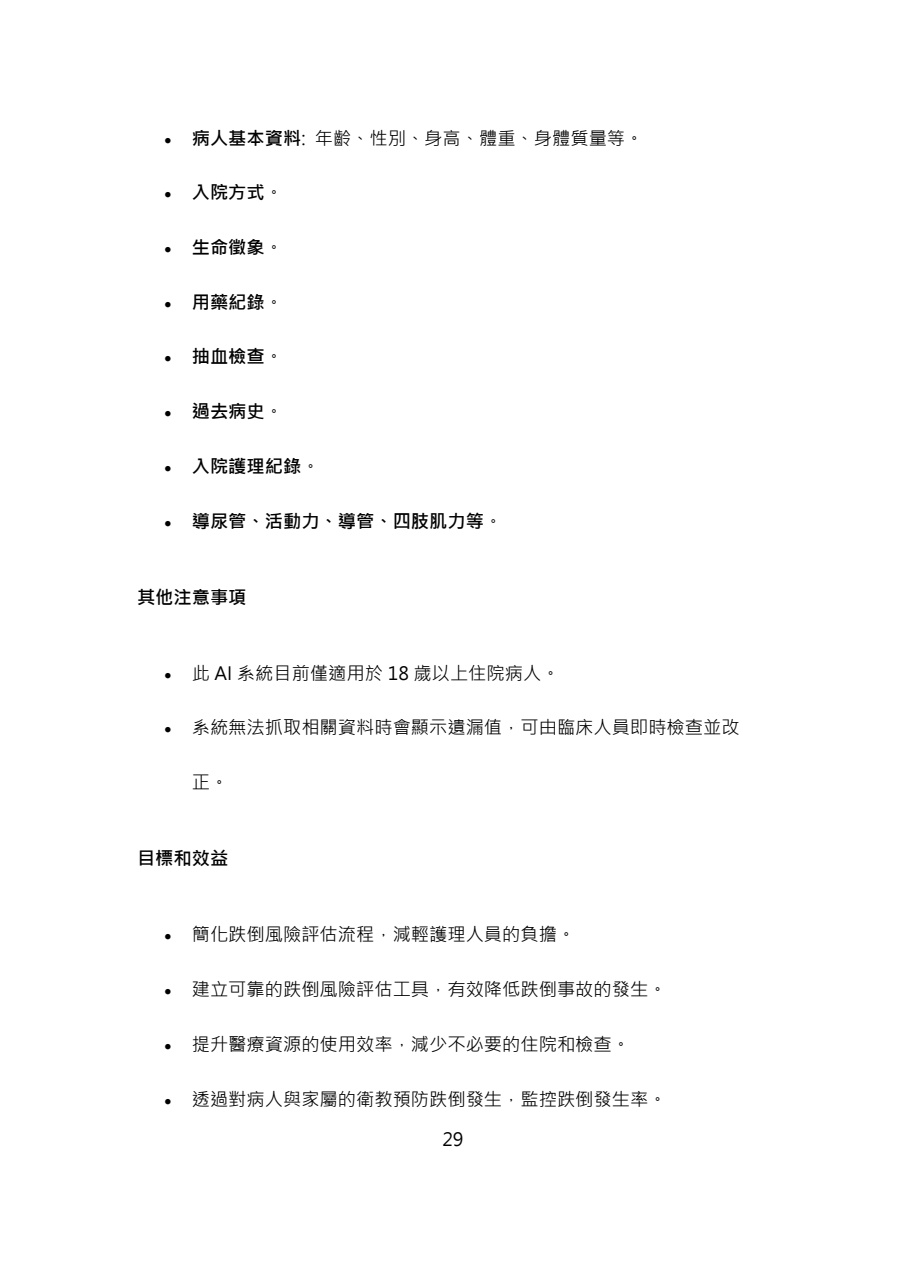 • 病人基本資料: 年齡、性別、身高、體重、身體質量等。
• 入院方式。
• 生命徵象。
• 用藥紀錄。
• 抽血檢查。
• 過去病史。
• 入院護理紀錄。
• 導尿管、活動力、導管、四肢肌力等。
其他注意事項
• 此 AI 系統目前僅適用於 18 歲以上住院病人。
• 系統無法抓取相關資料時會顯示遺漏值，可由臨床人員即時檢查並改
正。
目標和效益
• 簡化跌倒風險評估流程，減輕護理人員的負擔。
• 建立可靠的跌倒風險評估工具，有效降低跌倒事故的發生。
• 提升醫療資源的使用效率，減少不必要的住院和檢查。
• 透過對病人與家屬的衛教預防跌倒發生，監控跌倒發生率。
29